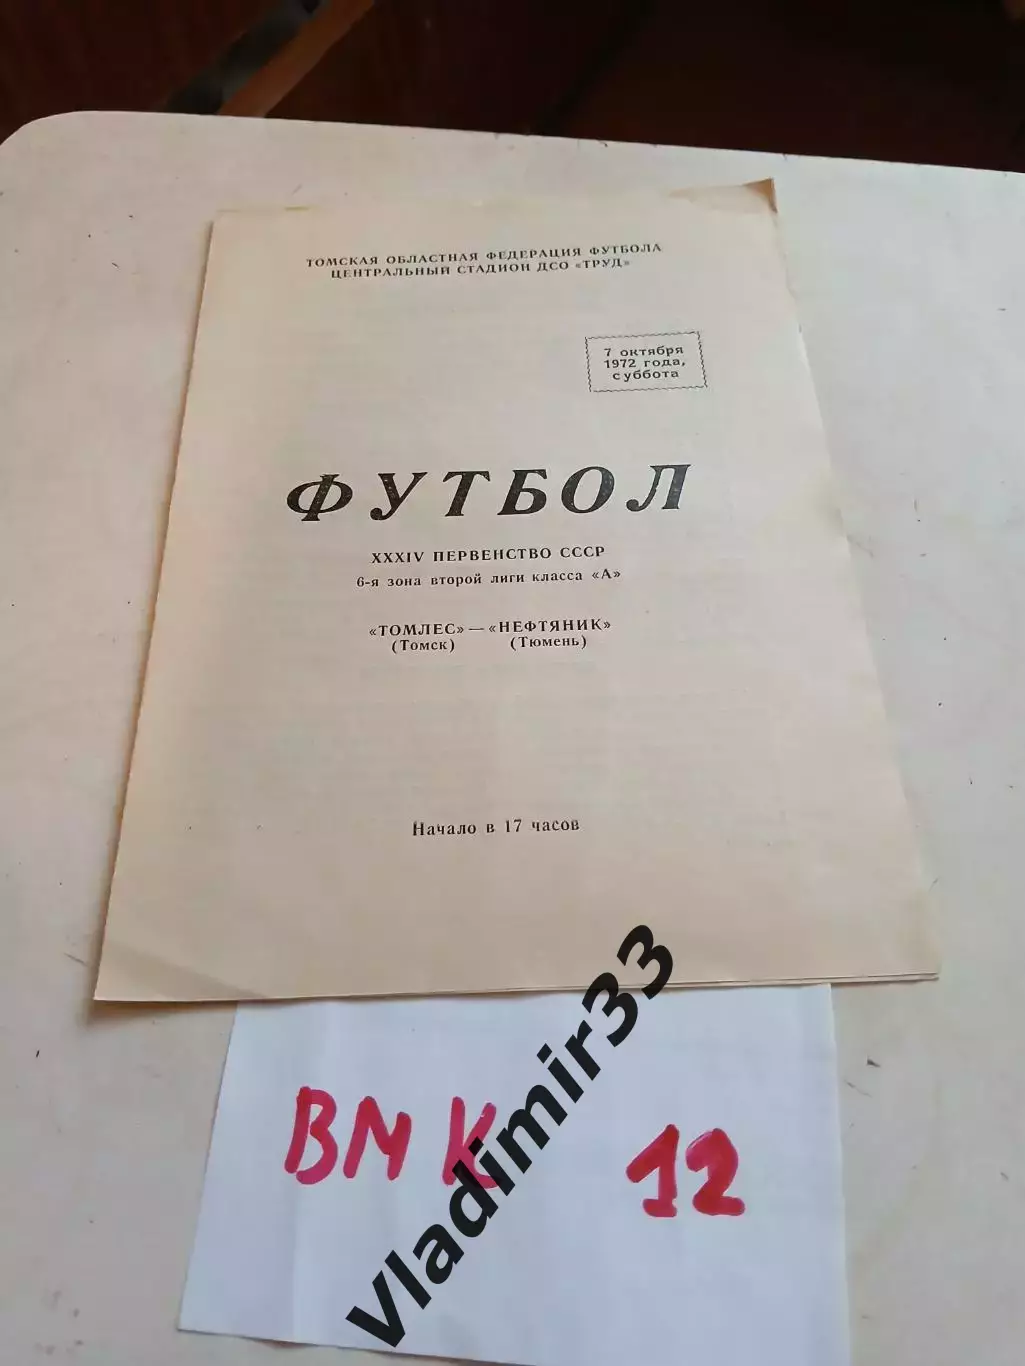 ТОМСКАЯ ОБЛАСТНАЯ ФЕДЕРАЦИЯ ФУТБОЛА
ЦЕНТРАЛЬНЫЙ СТАДИОН ДСО «ТРУД»
7 октября
1972 года,
суббота
ФУТБОЛ
XXXIV ПЕРВЕНСТВО СССР
6-я зона второй лиги класса «А»
«ТОМЛЕС» — «НЕФТЯНИК»
(Томск) (Тюмень)
Начало в 17 часов
ВМК 12
Vladimir33